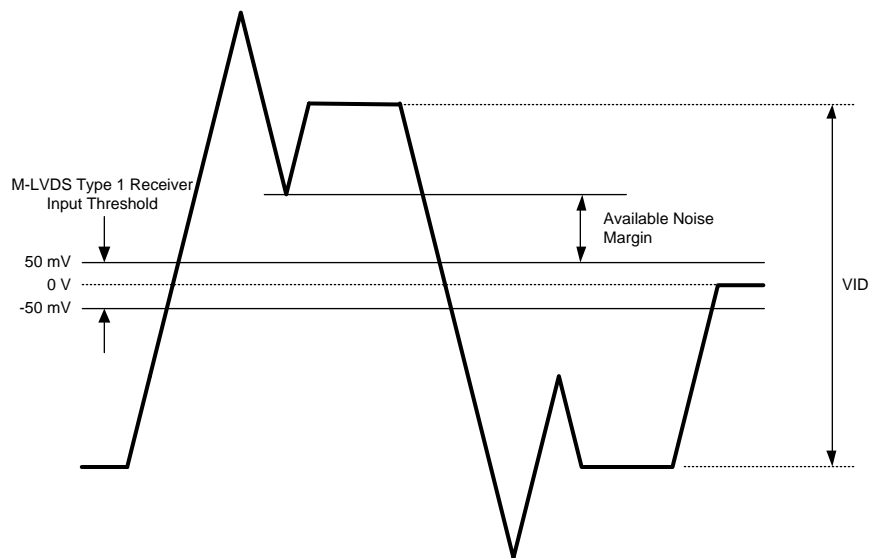 M-LVDS Type 1 Receiver
Input Threshold
Available Noise
Margin
50 mV
0 V
-50 mV
VID